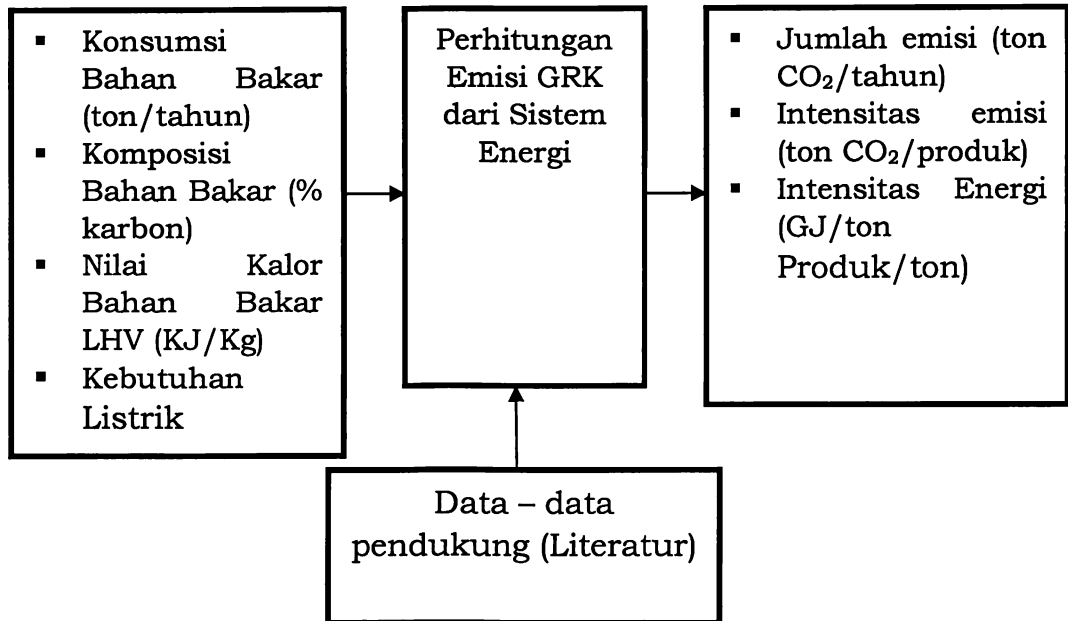 ▪ Konsumsi
Bahan Bakar
(ton/tahun)
▪ Komposisi
Bahan Bakar (%
karbon)
▪ Nilai Kalor
Bahan Bakar
LHV (KJ/Kg)
▪ Kebutuhan
Listrik
Perhitungan
Emisi GRK
dari Sistem
Energi
▪ Jumlah emisi (ton
CO₂/tahun)
▪ Intensitas emisi
(ton CO₂/produk)
▪ Intensitas Energi
(GJ/ton
Produk/ton)
Data – data
pendukung (Literatur)